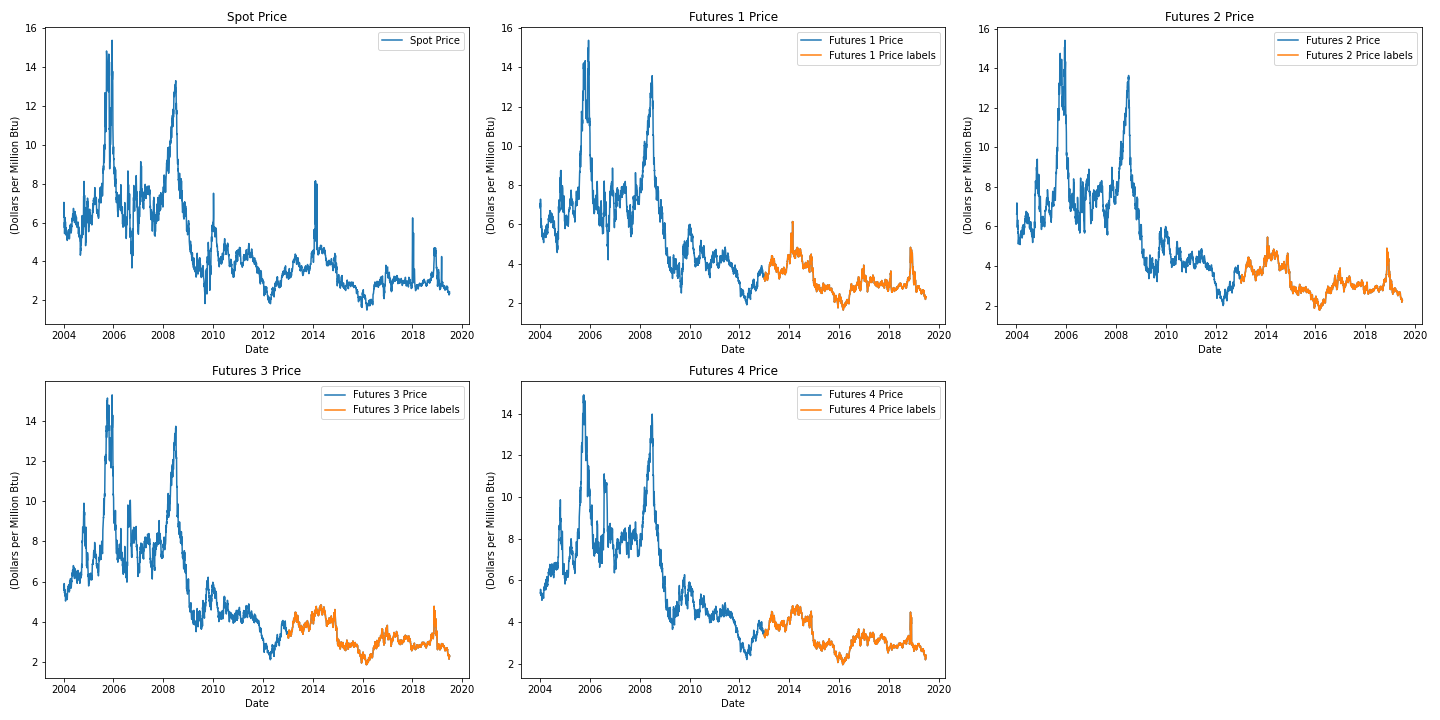 Spot Price
(Dollars per Million Btu)
16
14
12
10
8
6
4
2
Spot Price
2004 2006 2008 2010 2012 2014 2016 2018 2020
Date
Futures 1 Price
(Dollars per Million Btu)
16
14
12
10
8
6
4
2
Futures 1 Price
Futures 1 Price labels
2004 2006 2008 2010 2012 2014 2016 2018 2020
Date
Futures 2 Price
(Dollars per Million Btu)
16
14
12
10
8
6
4
2
Futures 2 Price
Futures 2 Price labels
2004 2006 2008 2010 2012 2014 2016 2018 2020
Date
Futures 3 Price
(Dollars per Million Btu)
14
12
10
8
6
4
2
Futures 3 Price
Futures 3 Price labels
2004 2006 2008 2010 2012 2014 2016 2018 2020
Date
Futures 4 Price
(Dollars per Million Btu)
14
12
10
8
6
4
2
Futures 4 Price
Futures 4 Price labels
2004 2006 2008 2010 2012 2014 2016 2018 2020
Date